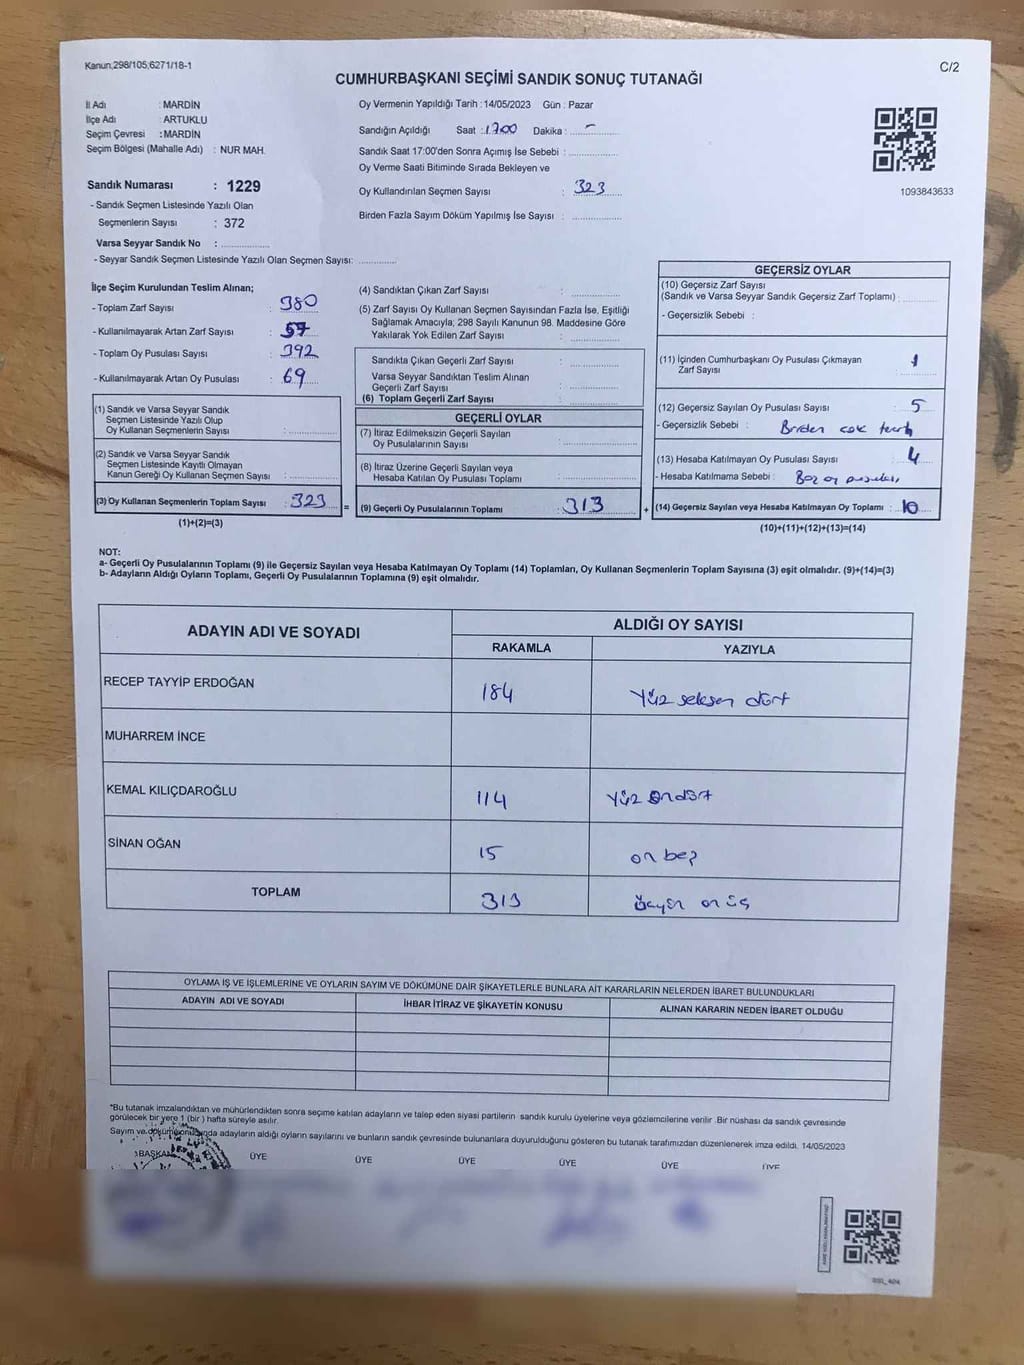 Kanun,298/105,6271/18-1
C/2
CUMHURBAŞKANI SEÇİMİ SANDIK SONUÇ TUTANAĞI
İl Adı : MARDİN
İlçe Adı : ARTUKLU
Seçim Çevresi : MARDİN
Seçim Bölgesi (Mahalle Adı) : NUR MAH.
Sandık Numarası : 1229
- Sandık Seçmen Listesinde Yazılı Olan
Seçmenlerin Sayısı : 372
Varsa Seyyar Sandık No : ..................
- Seyyar Sandık Seçmen Listesinde Yazılı Olan Seçmen Sayısı: ..............
Oy Vermenin Yapıldığı Tarih : 14/05/2023 Gün : Pazar
Sandığın Açıldığı Saat : 1700 Dakika : -
Sandık Saat 17:00'den Sonra Açımış İse Sebebi : ..................
Oy Verme Saati Bitiminde Sırada Bekleyen ve
Oy Kullandırılan Seçmen Sayısı : 323
Birden Fazla Sayım Döküm Yapılmış İse Sayısı : ..................
1093843633
İlçe Seçim Kurulundan Teslim Alınan;
- Toplam Zarf Sayısı : 380
- Kullanılmayarak Artan Zarf Sayısı : 57
- Toplam Oy Pusulası Sayısı : 392
- Kullanılmayarak Artan Oy Pusulası : 69
(1) Sandık ve Varsa Seyyar Sandık
Seçmen Listesinde Yazılı Olup
Oy Kullanan Seçmenlerin Sayısı : ..................
(2) Sandık ve Varsa Seyyar Sandık
Seçmen Listesinde Kayıtlı Olmayan
Kanun Gereği Oy Kullanan Seçmen Sayısı : ..................
(3) Oy Kullanan Seçmenlerin Toplam Sayısı : 323 =
(1)+(2)=(3)
(4) Sandıktan Çıkan Zarf Sayısı : ..................
(5) Zarf Sayısı Oy Kullanan Seçmen Sayısından Fazla İse, Eşitliği
Sağlamak Amacıyla, 298 Sayılı Kanunun 98. Maddesine Göre
Yakılarak Yok Edilen Zarf Sayısı : ..................
Sandıkta Çıkan Geçerli Zarf Sayısı : ..................
Varsa Seyyar Sandıktan Teslim Alınan
Geçerli Zarf Sayısı : ..................
(6) Toplam Geçerli Zarf Sayısı : ..................
GEÇERLİ OYLAR
(7) İtiraz Edilmeksizin Geçerli Sayılan
Oy Pusulalarının Sayısı : ..................
(8) İtiraz Üzerine Geçerli Sayılan veya
Hesaba Katılan Oy Pusulası Toplamı : ..................
(9) Geçerli Oy Pusulalarının Toplamı : 313 +
GEÇERSİZ OYLAR
(10) Geçersiz Zarf Sayısı
(Sandık ve Varsa Seyyar Sandık Geçersiz Zarf Toplamı) : ..........
- Geçersizlik Sebebi :
(11) İçinden Cumhurbaşkanı Oy Pusulası Çıkmayan 1
Zarf Sayısı
(12) Geçersiz Sayılan Oy Pusulası Sayısı : 5
- Geçersizlik Sebebi : Birden cok
(13) Hesaba Katılmayan Oy Pusulası Sayısı : 4
- Hesaba Katılmama Sebebi : Boş oy pusulası
(14) Geçersiz Sayılan veya Hesaba Katılmayan Oy Toplamı : 10
(10)+(11)+(12)+(13)=(14)
NOT:
a- Geçerli Oy Pusulalarının Toplamı (9) ile Geçersiz Sayılan veya Hesaba Katılmayan Oy Toplamı (14) Toplamları, Oy Kullanan Seçmenlerin Toplam Sayısına (3) eşit olmalıdır. (9)+(14)=(3)
b- Adayların Aldığı Oyların Toplamı, Geçerli Oy Pusulalarının Toplamına (9) eşit olmalıdır.
ADAYIN ADI VE SOYADI
ALDIĞI OY SAYISI
RAKAMLA YAZIYLA
RECEP TAYYİP ERDOĞAN 184 Yüz seksen dört
MUHARREM İNCE
KEMAL KILIÇDAROĞLU 114 Yüz ondört
SİNAN OĞAN 15 on beş
TOPLAM 313 üçyüz on üç
OYLAMA İŞ VE İŞLEMLERİNE VE OYLARIN SAYIM VE DÖKÜMÜNE DAİR ŞİKAYETLERLE BUNLARA AİT KARARLARIN NELERDEN İBARET BULUNDUKLARI
ADAYIN ADI VE SOYADI İHBAR İTİRAZ VE ŞİKAYETİN KONUSU ALINAN KARARIN NEDEN İBARET OLDUĞU
*Bu tutanak imzalandıktan ve mühürlendikten sonra seçime katılan adayların ve talep eden siyasi partilerin sandık kurulu üyelerine veya gözlemcilerine verilir .Bir nüshası da sandık çevresinde
görülecek bir yere 1 (bir ) hafta süreyle asılır.
Sayım ve dökümü adayların aldığı oyların sayılarını ve bunların sandık çevresinde bulunanlara duyurulduğunu gösteren bu tutanak tarafımızdan düzenlenerek imza edildi. 14/05/2023
BAŞKAN ÜYE ÜYE ÜYE ÜYE ÜYE ÜYE